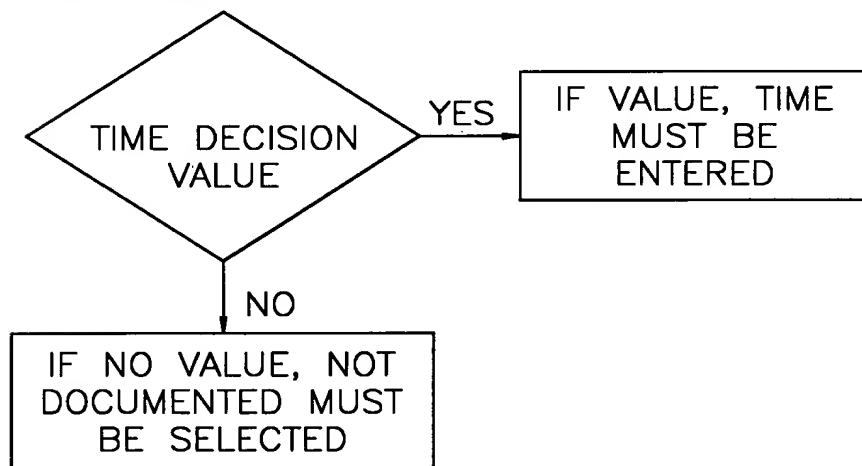 TIME DECISION
VALUE
YES
IF VALUE, TIME
MUST BE
ENTERED
NO
IF NO VALUE, NOT
DOCUMENTED MUST
BE SELECTED